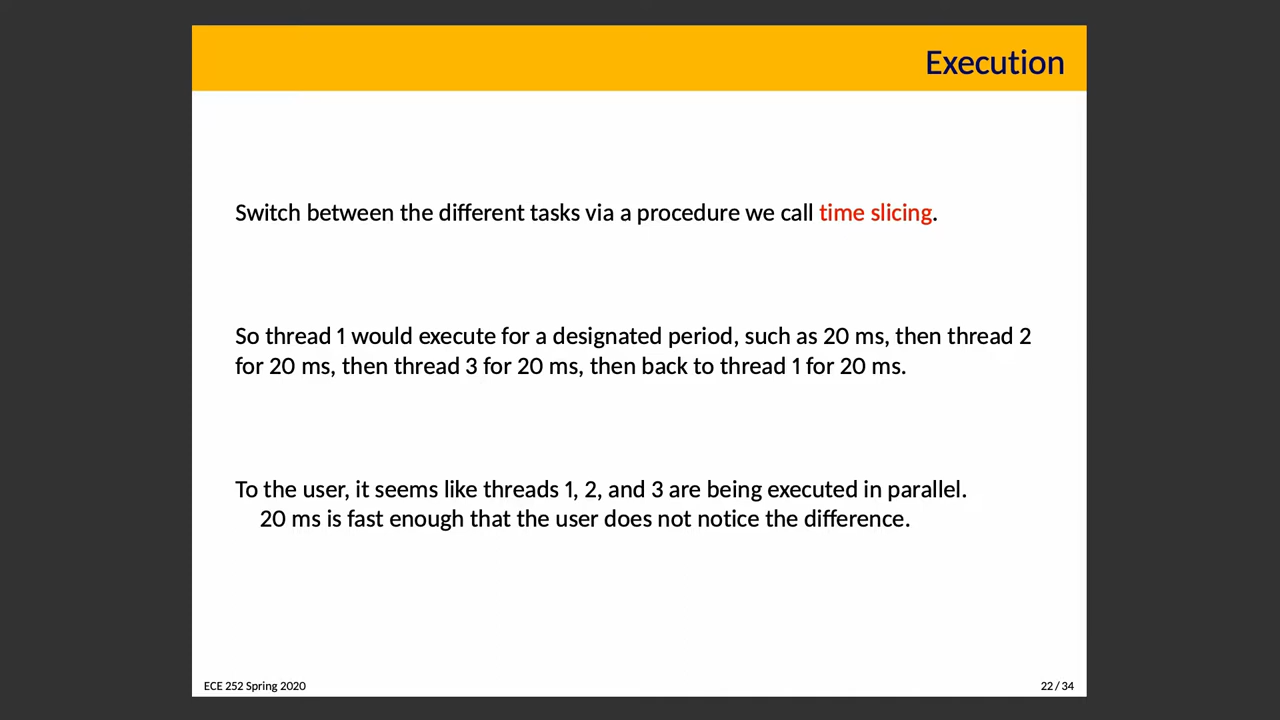 Execution
Switch between the different tasks via a procedure we call time slicing.
So thread 1 would execute for a designated period, such as 20 ms, then thread 2
for 20 ms, then thread 3 for 20 ms, then back to thread 1 for 20 ms.
To the user, it seems like threads 1, 2, and 3 are being executed in parallel.
20 ms is fast enough that the user does not notice the difference.
ECE 252 Spring 2020
22 / 34